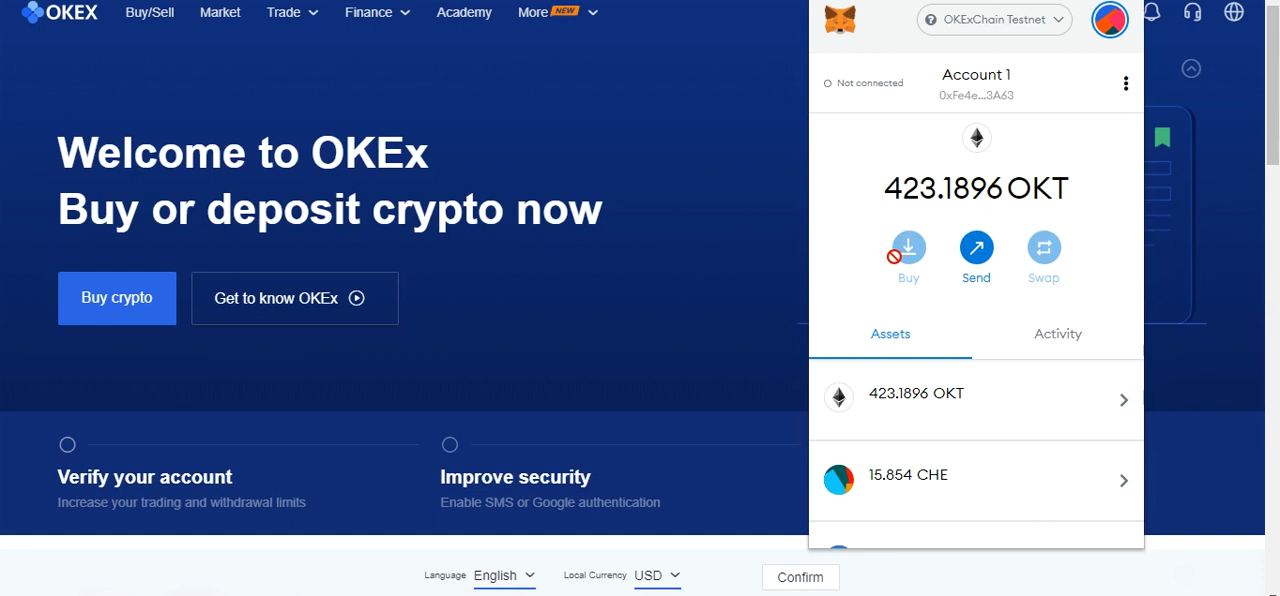 OKEX Buy/Sell Market Trade Finance Academy More NEW
Welcome to OKEx
Buy or deposit crypto now
Buy crypto Get to know OKEx
Verify your account
Increase your trading and withdrawal limits
Improve security
Enable SMS or Google authentication
Language English Local Currency USD Confirm
OKExChain Testnet
Not connected
Account 1
0xFe4e...3A63
423.1896 OKT
Buy Send Swap
Assets Activity
423.1896 OKT
15.854 CHE